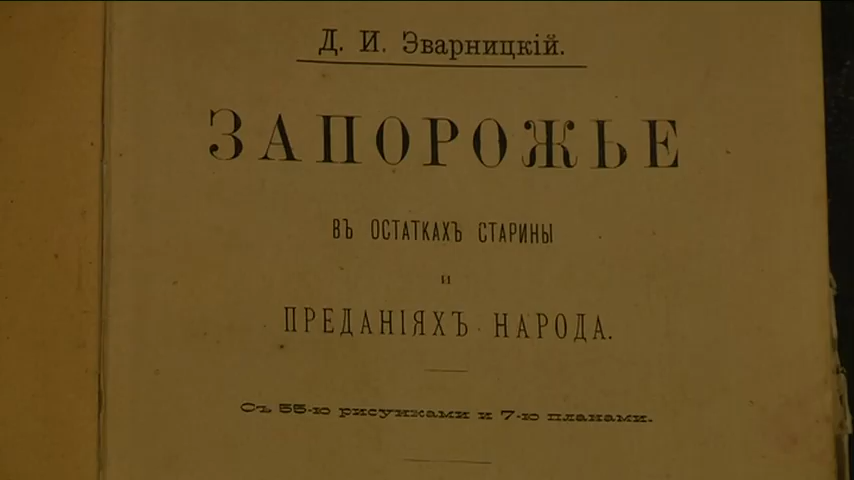 Д. И. Эварницкій.
ЗАПОРОЖЬЕ
ВЪ ОСТАТКАХЪ СТАРИНЫ
И
ПРЕДАНІЯХЪ НАРОДА.
Съ 55-ю рисунками и 7-ю планами.